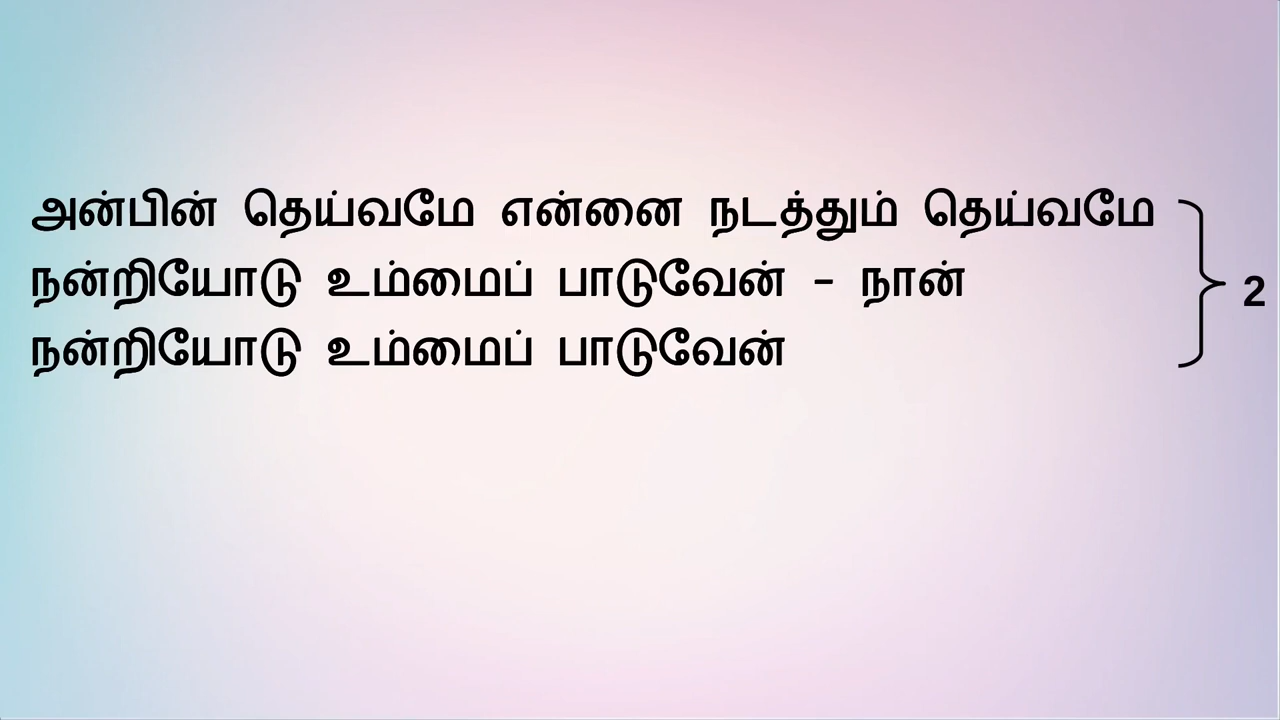 அன்பின் தெய்வமே என்னை நடத்தும் தெய்வமே
நன்றியோடு உம்மைப் பாடுவேன் - நான்
நன்றியோடு உம்மைப் பாடுவேன்
2